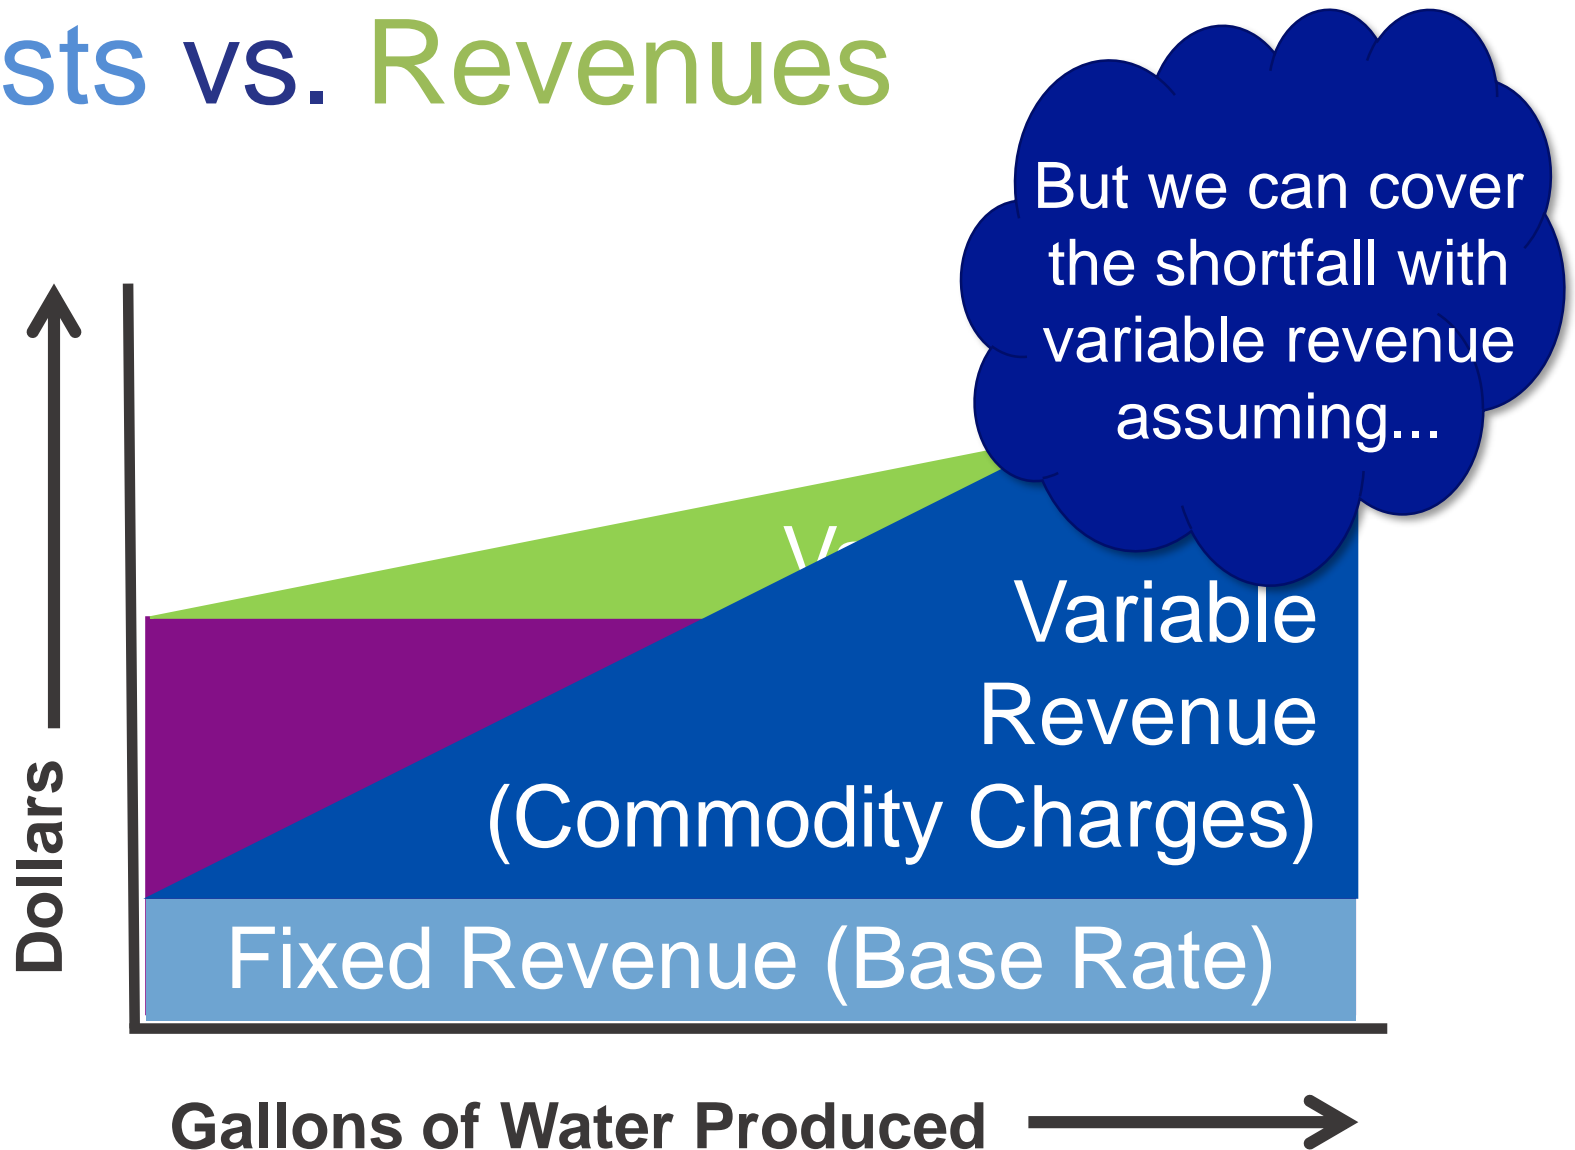 sts vs. Revenues
But we can cover
the shortfall with
variable revenue
assuming...
Variable
Revenue
(Commodity Charges)
Fixed Revenue (Base Rate)
Dollars
Gallons of Water Produced